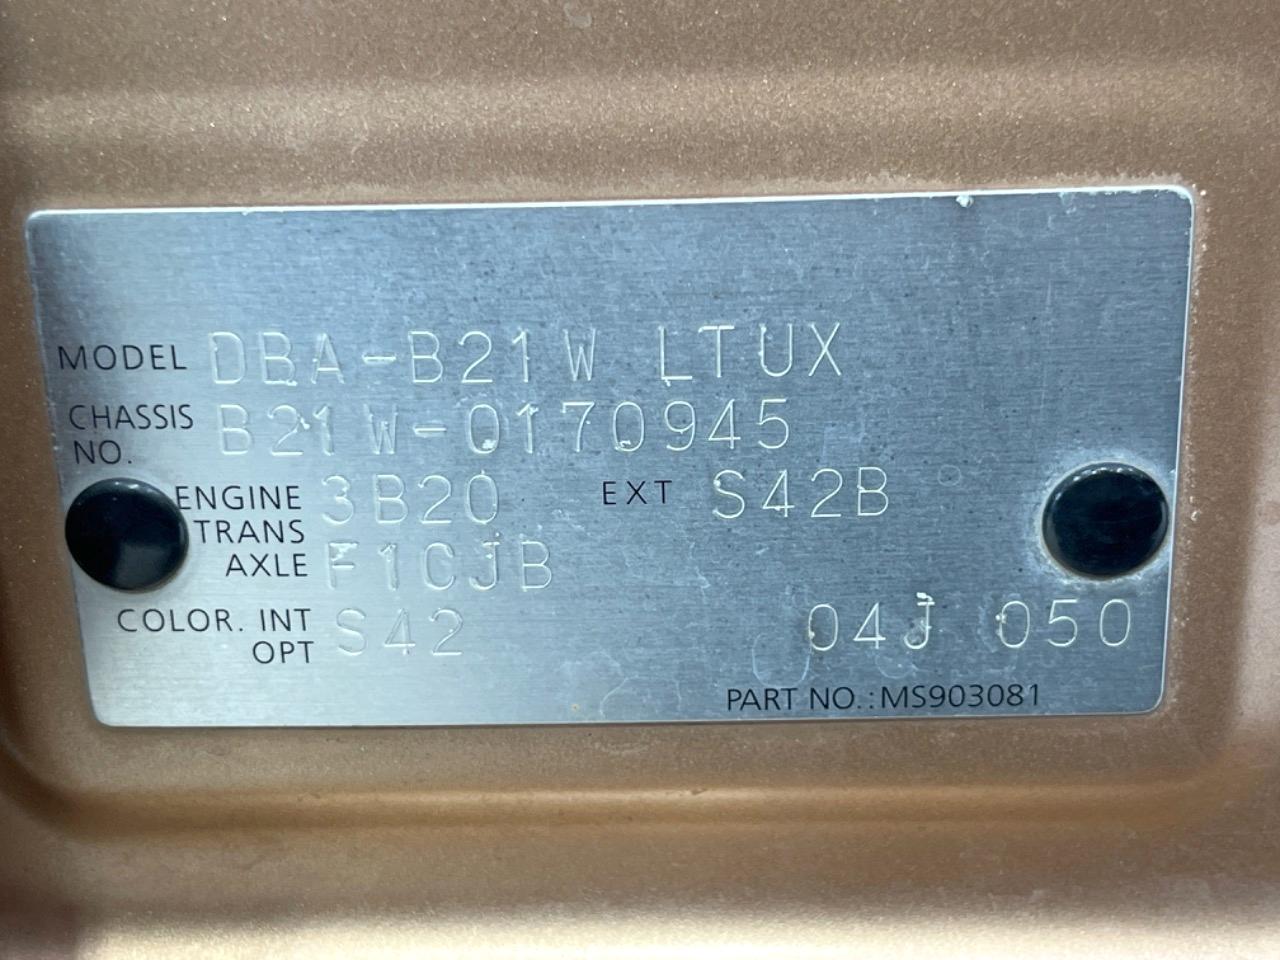 MODEL DBA-B21W LTUX
CHASSIS NO. B21W-0170945
ENGINE 3B20 EXT S42B
TRANS AXLE F1CJB
COLOR. INT OPT S42 04J 050
PART NO.:MS903081